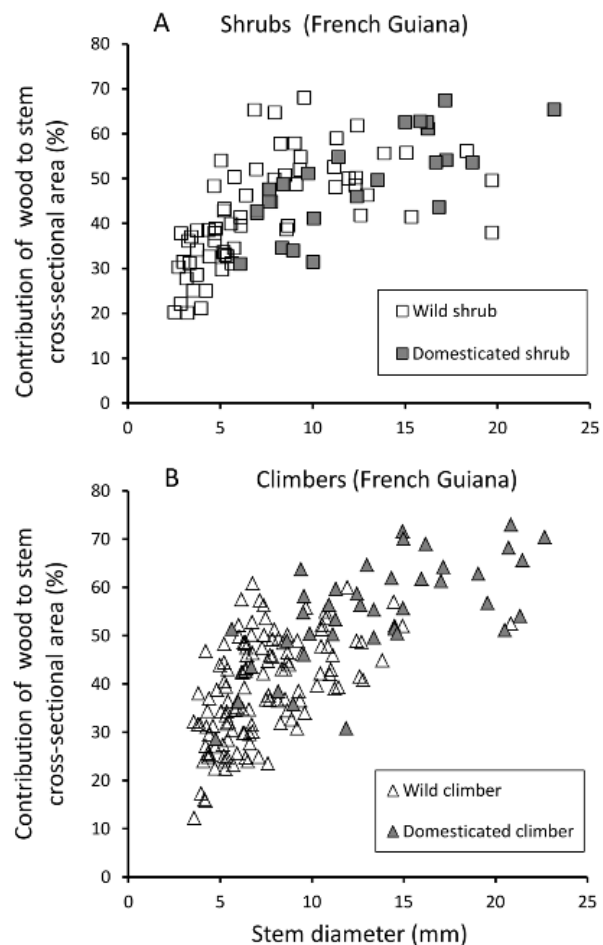 A Shrubs (French Guiana)
Contribution of wood to stem
cross-sectional area (%)
80
70
60
50
40
30
20
10
0
Wild shrub
Domesticated shrub
0 5 10 15 20 25
B Climbers (French Guiana)
Contribution of wood to stem
cross-sectional area (%)
80
70
60
50
40
30
20
10
0
Wild climber
Domesticated climber
0 5 10 15 20 25
Stem diameter (mm)